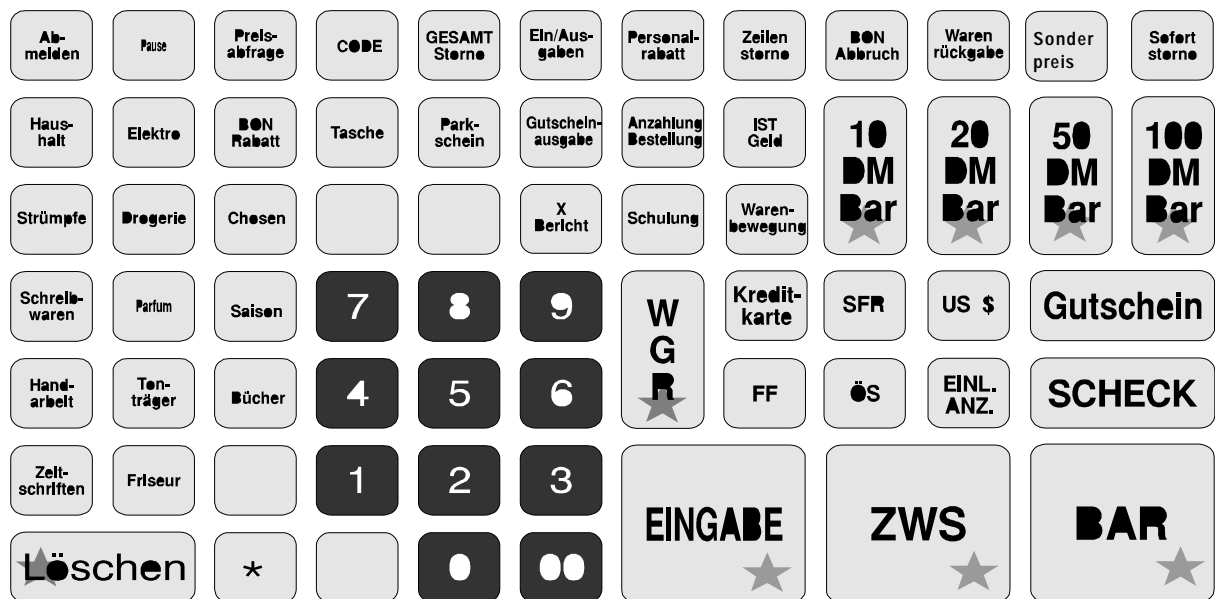 Ab-
melden
Pause
Preis-
abfrage
CODE
GESAMT
Storno
Ein/Aus-
gaben
Personal-
rabatt
Zeilen
storno
BON
Abbruch
Waren
rückgabe
Sonder
preis
Sofort
storno
Haus-
halt
Elektro
BON
Rabatt
Tasche
Park-
schein
Gutschein-
ausgabe
Anzahlung
Bestellung
IST
Geld
10
DM
Bar
20
DM
Bar
50
DM
Bar
100
DM
Bar
Strümpfe
Drogerie
Chosen
X
Bericht
Schulung
Waren-
bewegung
Schreib-
waren
Parfum
Saison
7
8
9
W
G
R
Kredit-
karte
SFR
US $
Gutschein
Hand-
arbeit
Ton-
träger
Bücher
4
5
6
FF
ÖS
EINL.
ANZ.
SCHECK
Zeit-
schriften
Friseur
1
2
3
EINGABE
ZWS
BAR
Löschen
*
0
00